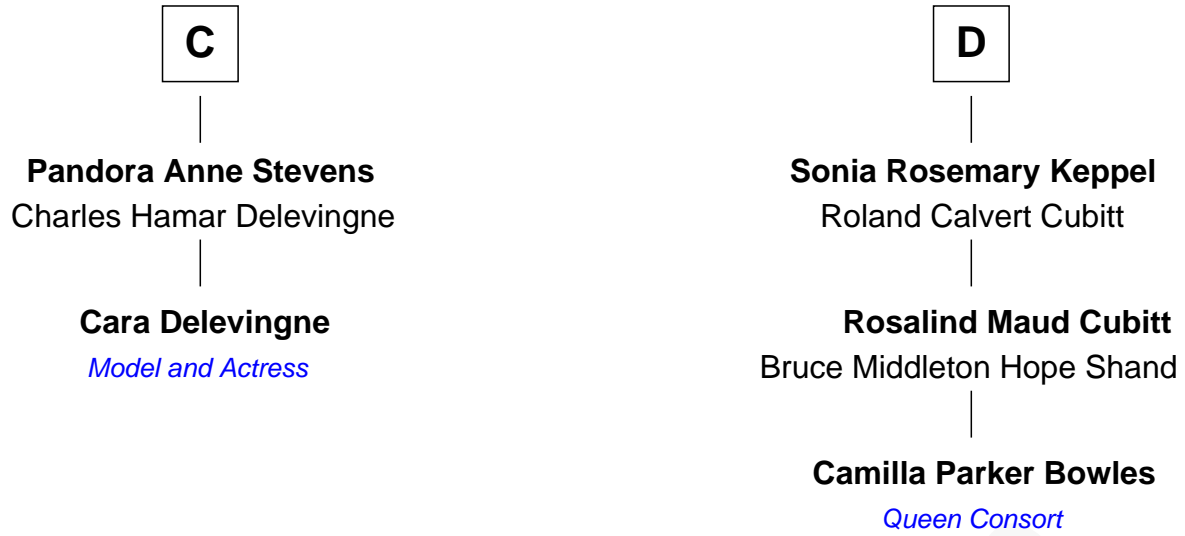 C
Pandora Anne Stevens
Charles Hamar Delevingne
Cara Delevingne
Model and Actress
D
Sonia Rosemary Keppel
Roland Calvert Cubitt
Rosalind Maud Cubitt
Bruce Middleton Hope Shand
Camilla Parker Bowles
Queen Consort